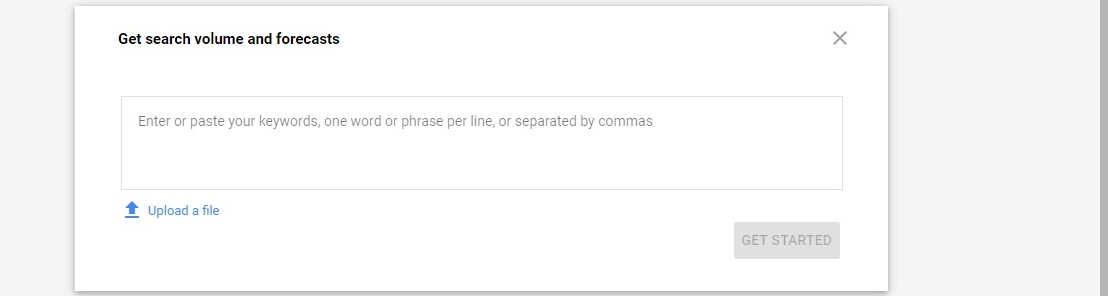 Get search volume and forecasts
Enter or paste your keywords, one word or phrase per line, or separated by commas
Upload a file
GET STARTED